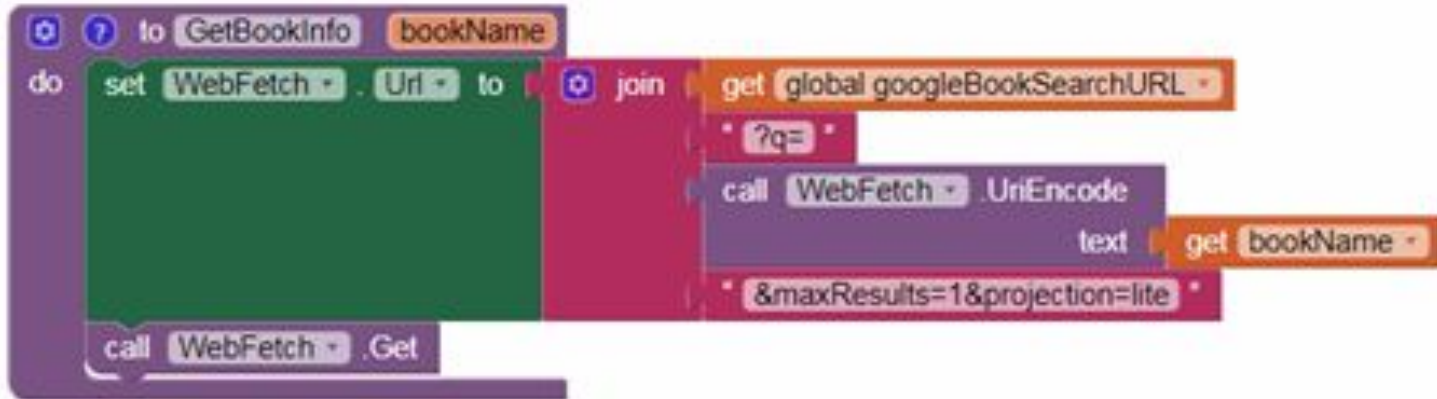 to GetBookInfo bookName
do set WebFetch . Url to join get global googleBookSearchURL
" ?q= "
call WebFetch .UriEncode
text get bookName
" &maxResults=1&projection=lite "
call WebFetch .Get